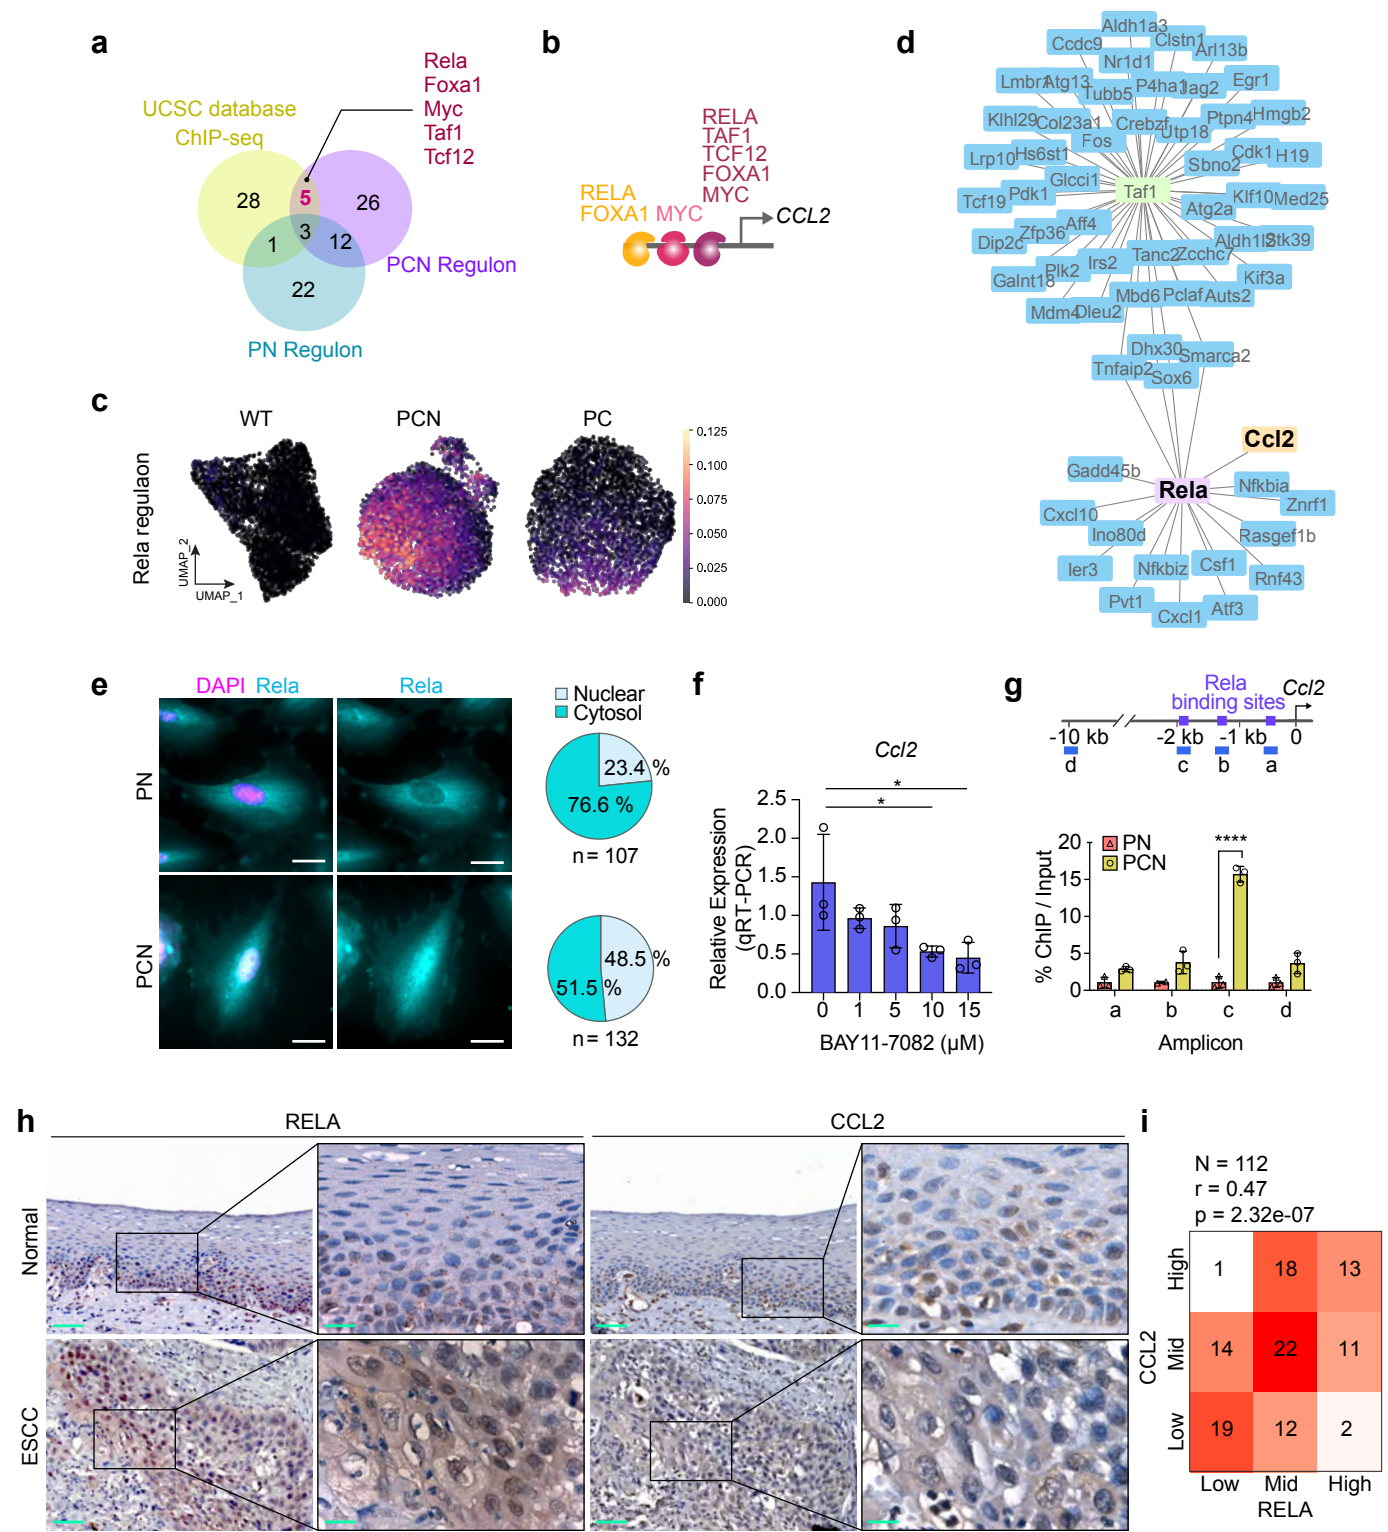 a
UCSC database
ChIP-seq
Rela
Foxa1
Myc
Taf1
Tcf12
28
5
26
3
1
12
22
PCN Regulon
PN Regulon
b
RELA
TAF1
TCF12
FOXA1
MYC
RELA
FOXA1 MYC
CCL2
c
WT
PCN
PC
Rela regulaon
UMAP_2
UMAP_1
0.125
0.100
0.075
0.050
0.025
0.000
d
Aldh1a3
Ccdc9
Clstn1
Arl13b
Nr1d1
Lmbr1
Atg13
Tubb5
P4ha1
Jag2
Egr1
Klhl29
Col23a1
Fos
Crebzf
Utp18
Ptpn4
Hmgb2
Lrp10
Hs6st1
Glcci1
Sbno2
Cdk1
H19
Tcf19
Pdk1
Taf1
Atg2a
Klf10
Med25
Dip2c
Zfp36
Aff4
Aldh1l2
Stk39
Galnt18
Plk2
Irs2
Tanc2
Zcchc7
Kif3a
Mdm4
Dleu2
Mbd6
Pclaf
Auts2
Dhx30
Smarca2
Tnfaip2
Sox6
Ccl2
Gadd45b
Rela
Nfkbia
Znrf1
Cxcl10
Ino80d
Rasgef1b
Ier3
Nfkbiz
Csf1
Rnf43
Pvt1
Cxcl1
Atf3
e
DAPI Rela
Rela
PN
PCN
Nuclear
Cytosol
23.4 %
76.6 %
n = 107
48.5 %
51.5 %
n = 132
f
Ccl2
Relative Expression
(qRT-PCR)
2.5
2.0
1.5
1.0
0.5
0.0
*
*
0 1 5 10 15
BAY11-7082 (µM)
g
Rela
binding sites
Ccl2
-10 kb
-2 kb
-1 kb
0
d
c
b
a
PN
PCN
% ChIP / Input
20
15
10
5
0
****
a b c d
Amplicon
h
RELA
CCL2
Normal
ESCC
i
N = 112
r = 0.47
p = 2.32e-07
CCL2
High
Mid
Low
1 18 13
14 22 11
19 12 2
Low Mid High
RELA